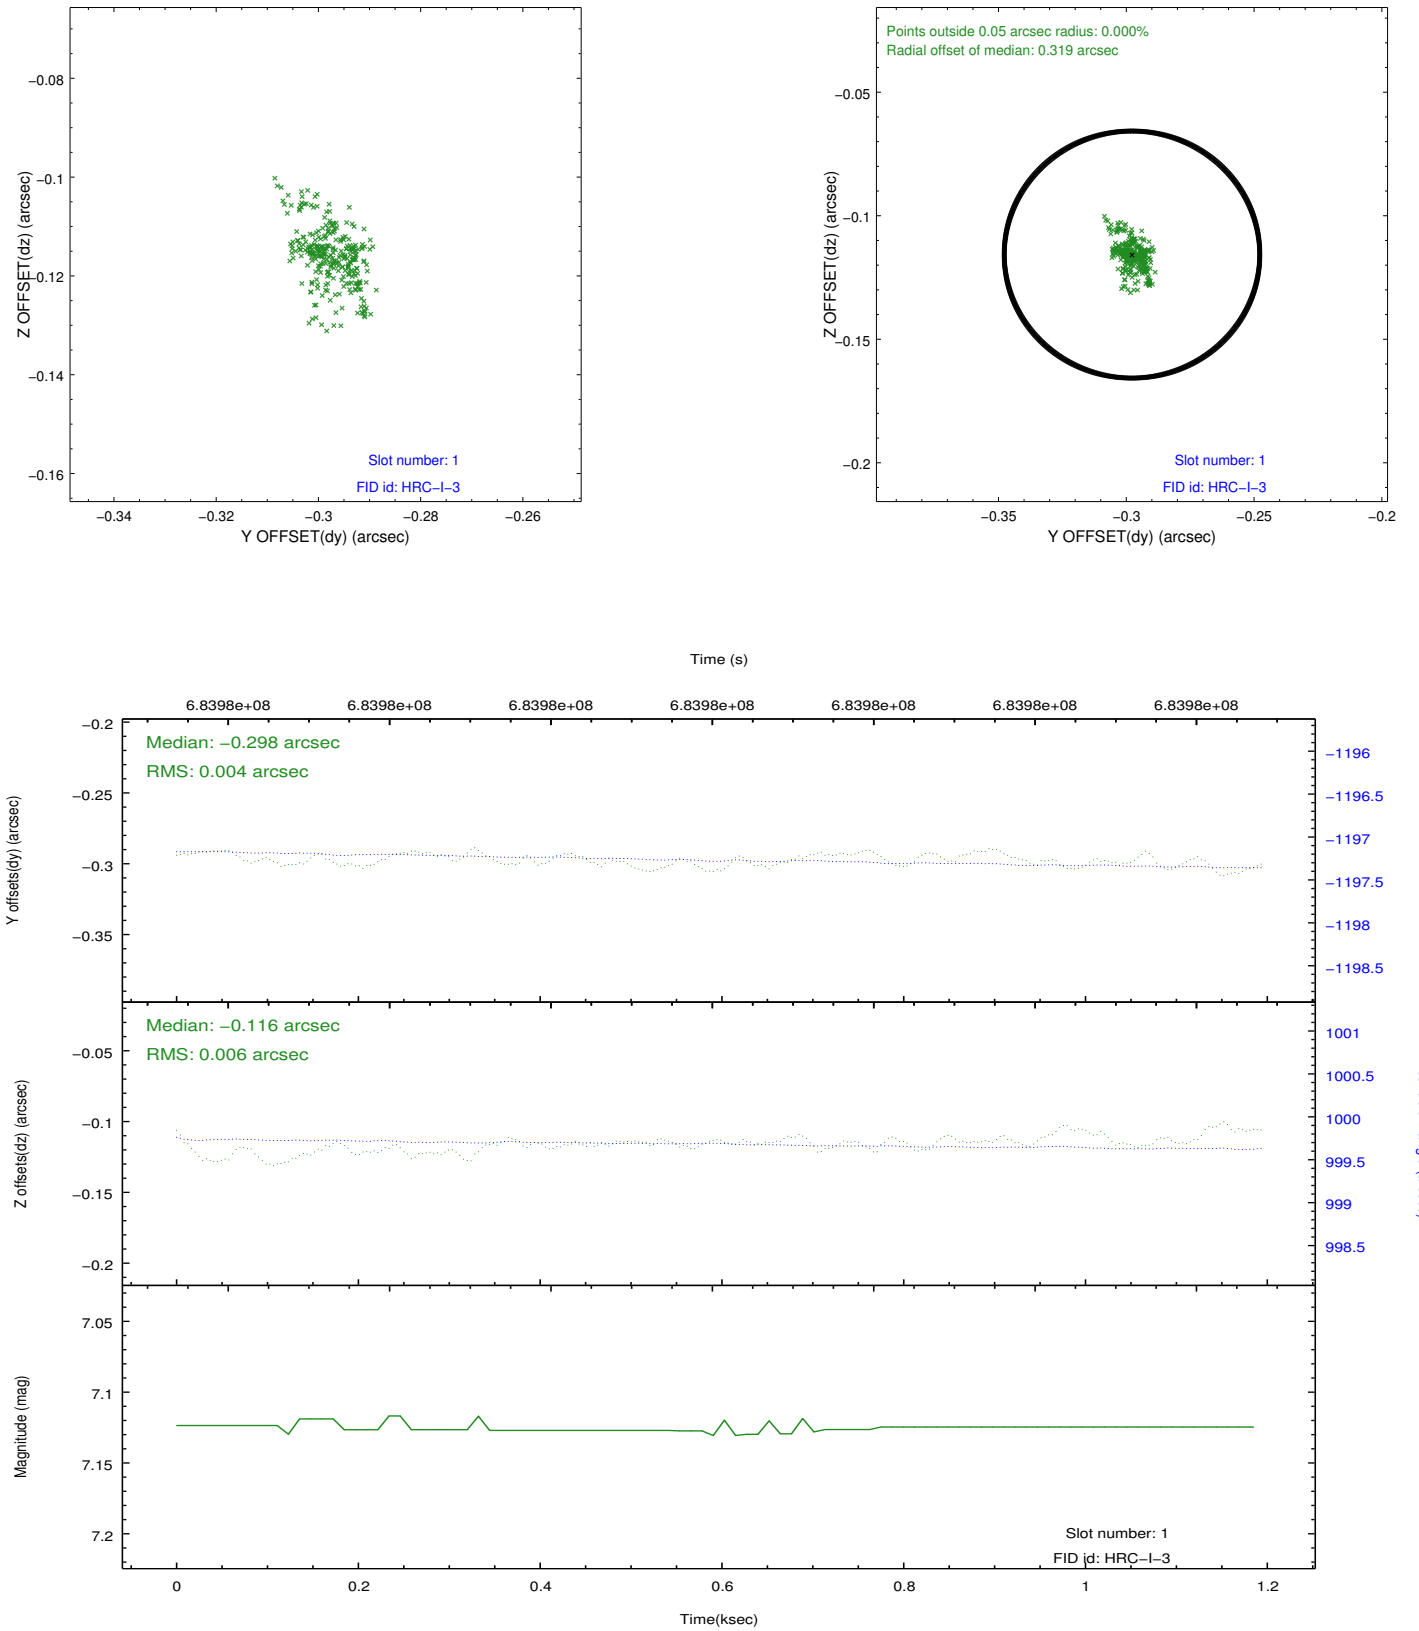 −0.08
−0.1
−0.12
−0.14
−0.16
Z OFFSET(dz) (arcsec)
Slot number: 1
FID id: HRC−I−3
−0.34 −0.32 −0.3 −0.28 −0.26
Y OFFSET(dy) (arcsec)
Points outside 0.05 arcsec radius: 0.000%
Radial offset of median: 0.319 arcsec
−0.05
−0.1
−0.15
−0.2
Z OFFSET(dz) (arcsec)
Slot number: 1
FID id: HRC−I−3
−0.35 −0.3 −0.25 −0.2
Y OFFSET(dy) (arcsec)
Time (s)
6.8398e+08 6.8398e+08 6.8398e+08 6.8398e+08 6.8398e+08 6.8398e+08 6.8398e+08
Median: −0.298 arcsec
RMS: 0.004 arcsec
−0.2
−0.25
−0.3
−0.35
Y offsets(dy) (arcsec)
−1196
−1196.5
−1197
−1197.5
−1198
−1198.5
Median: −0.116 arcsec
RMS: 0.006 arcsec
−0.05
−0.1
−0.15
−0.2
Z offsets(dz) (arcsec)
1001
1000.5
1000
999.5
999
998.5
7.05
7.1
7.15
7.2
Magnitude (mag)
Slot number: 1
FID id: HRC−I−3
0 0.2 0.4 0.6 0.8 1 1.2
Time(ksec)